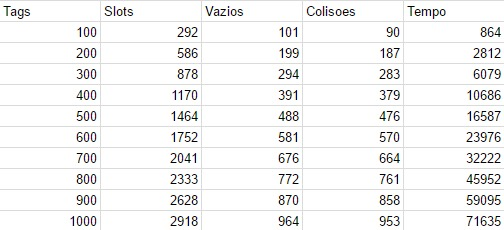 Tags Slots Vazios Colisoes Tempo
100 292 101 90 864
200 586 199 187 2812
300 878 294 283 6079
400 1170 391 379 10686
500 1464 488 476 16587
600 1752 581 570 23976
700 2041 676 664 32222
800 2333 772 761 45952
900 2628 870 858 59095
1000 2918 964 953 71635